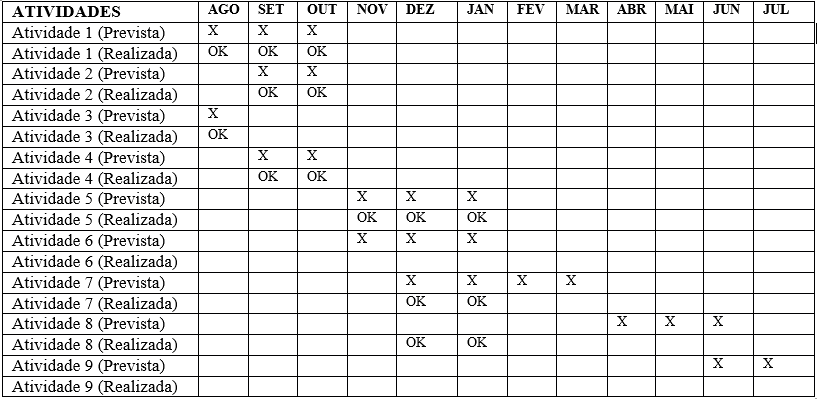 ATIVIDADES AGO SET OUT NOV DEZ JAN FEV MAR ABR MAI JUN JUL
Atividade 1 (Prevista) X X X
Atividade 1 (Realizada) OK OK OK
Atividade 2 (Prevista) X X
Atividade 2 (Realizada) OK OK
Atividade 3 (Prevista) X
Atividade 3 (Realizada) OK
Atividade 4 (Prevista) X X
Atividade 4 (Realizada) OK OK
Atividade 5 (Prevista) X X X
Atividade 5 (Realizada) OK OK OK
Atividade 6 (Prevista) X X X
Atividade 6 (Realizada)
Atividade 7 (Prevista) X X X X
Atividade 7 (Realizada) OK OK
Atividade 8 (Prevista) X X X
Atividade 8 (Realizada) OK OK
Atividade 9 (Prevista) X X
Atividade 9 (Realizada)